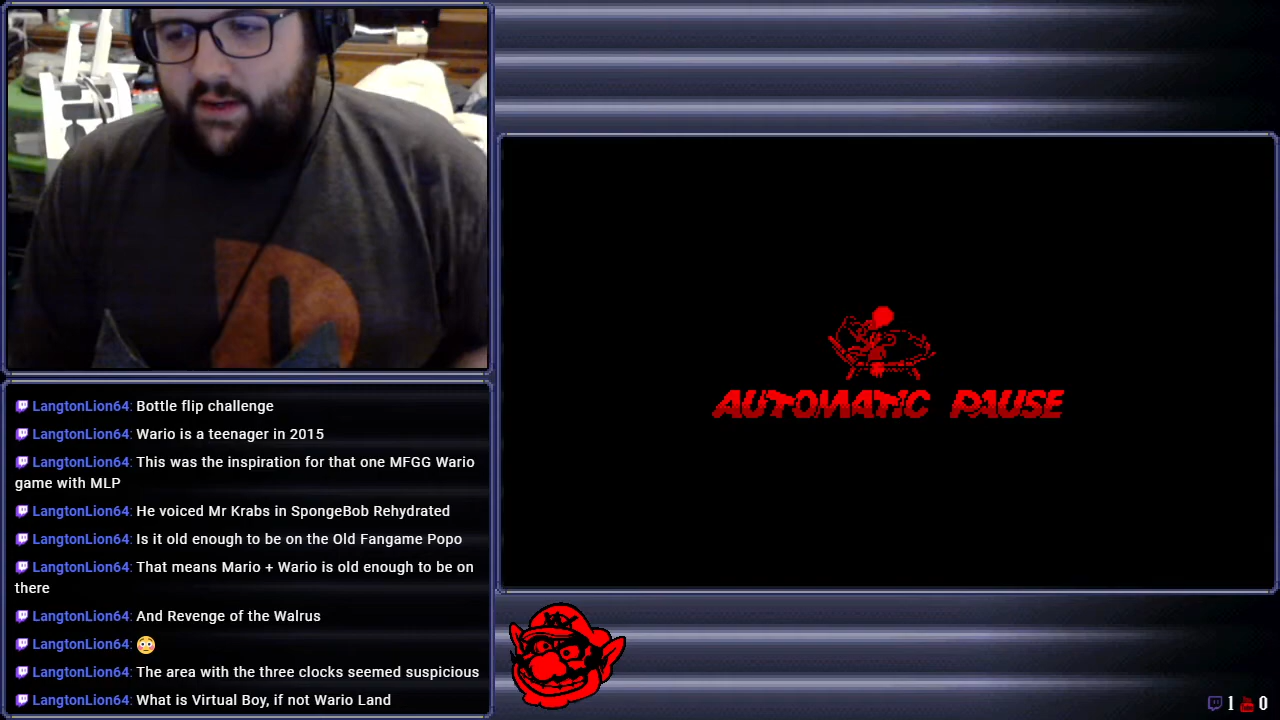 AUTOMATIC PAUSE
LangtonLion64: Bottle flip challenge
LangtonLion64: Wario is a teenager in 2015
LangtonLion64: This was the inspiration for that one MFGG Wario
game with MLP
LangtonLion64: He voiced Mr Krabs in SpongeBob Rehydrated
LangtonLion64: Is it old enough to be on the Old Fangame Popo
LangtonLion64: That means Mario + Wario is old enough to be on
there
LangtonLion64: And Revenge of the Walrus
LangtonLion64: 😳
LangtonLion64: The area with the three clocks seemed suspicious
LangtonLion64: What is Virtual Boy, if not Wario Land
1 0